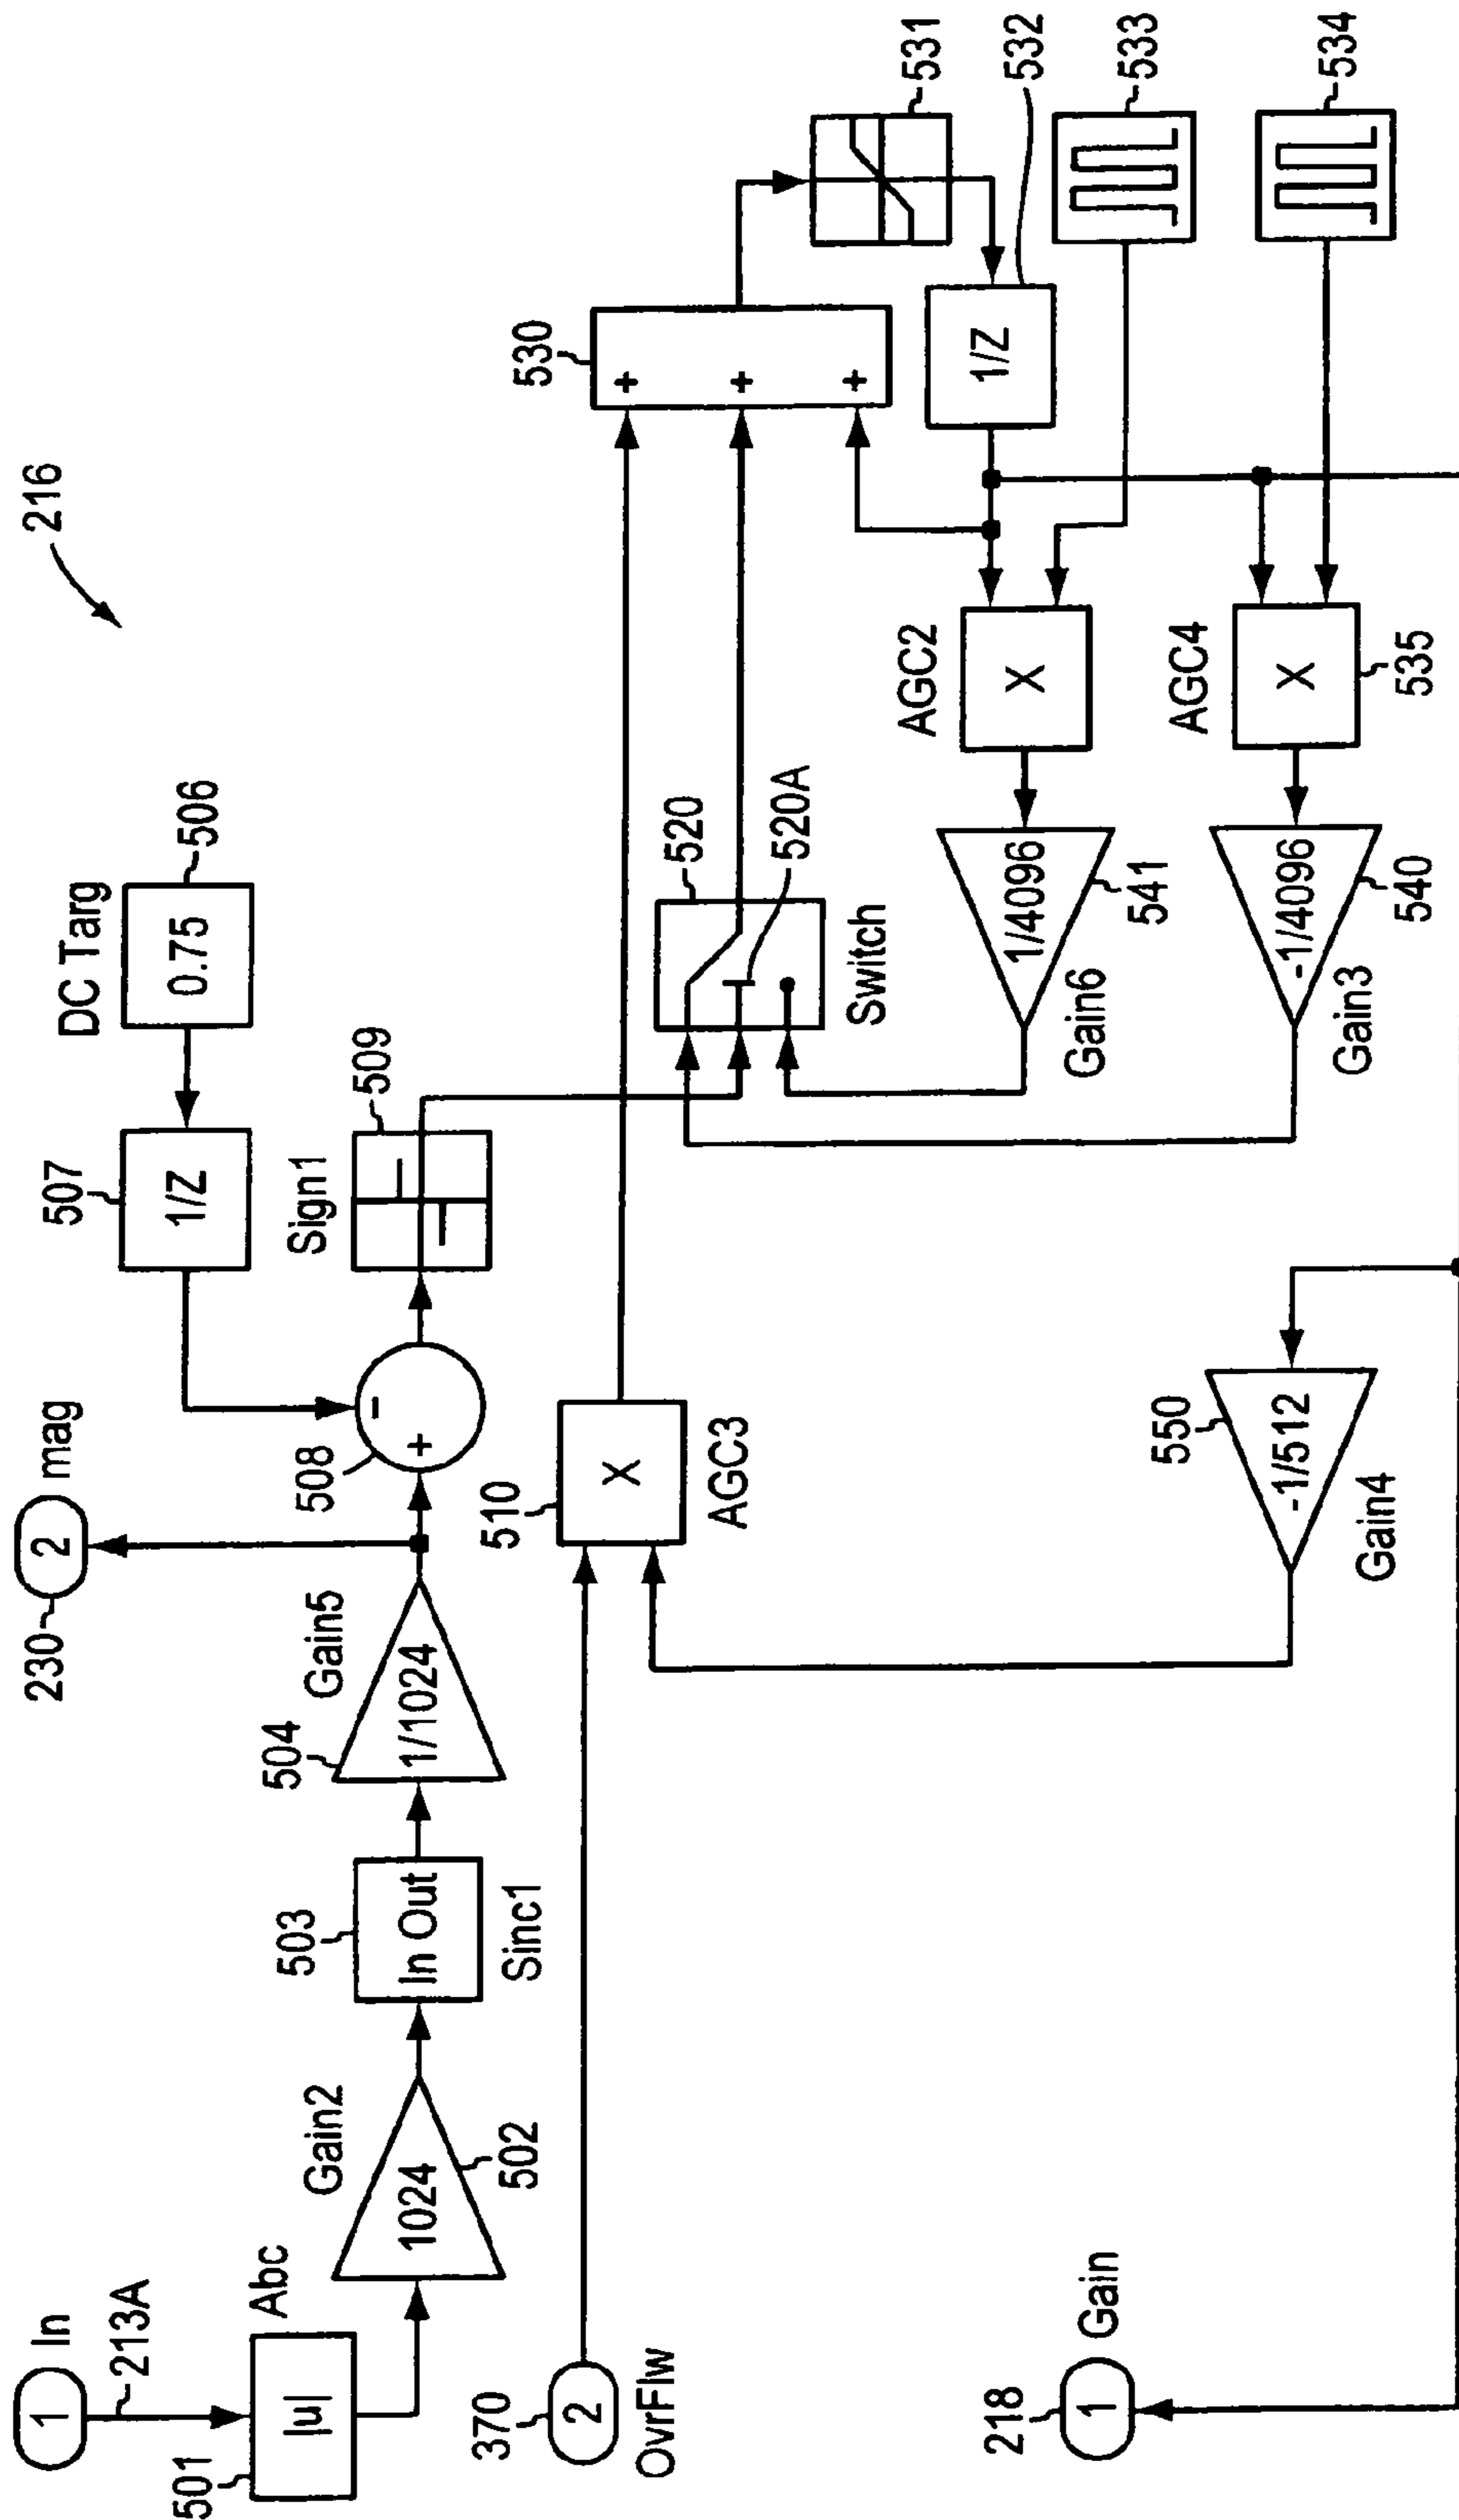 216
1 In
213A
501
|u|
Abc
Gain2
1024
502
503
In Out
Sinc1
504
Gain5
1/1024
230
2 mag
508
+
-
507
1/Z
DC Targ
0.75
506
Sign1
509
370
2
OvrFlw
510
X
AGC3
520
520A
Switch
530
+
+
+
531
1/Z
532
533
534
AGC2
X
AGC4
X
535
1/4096
Gain6
541
-1/4096
Gain3
540
550
-1/512
Gain4
218
1
Gain